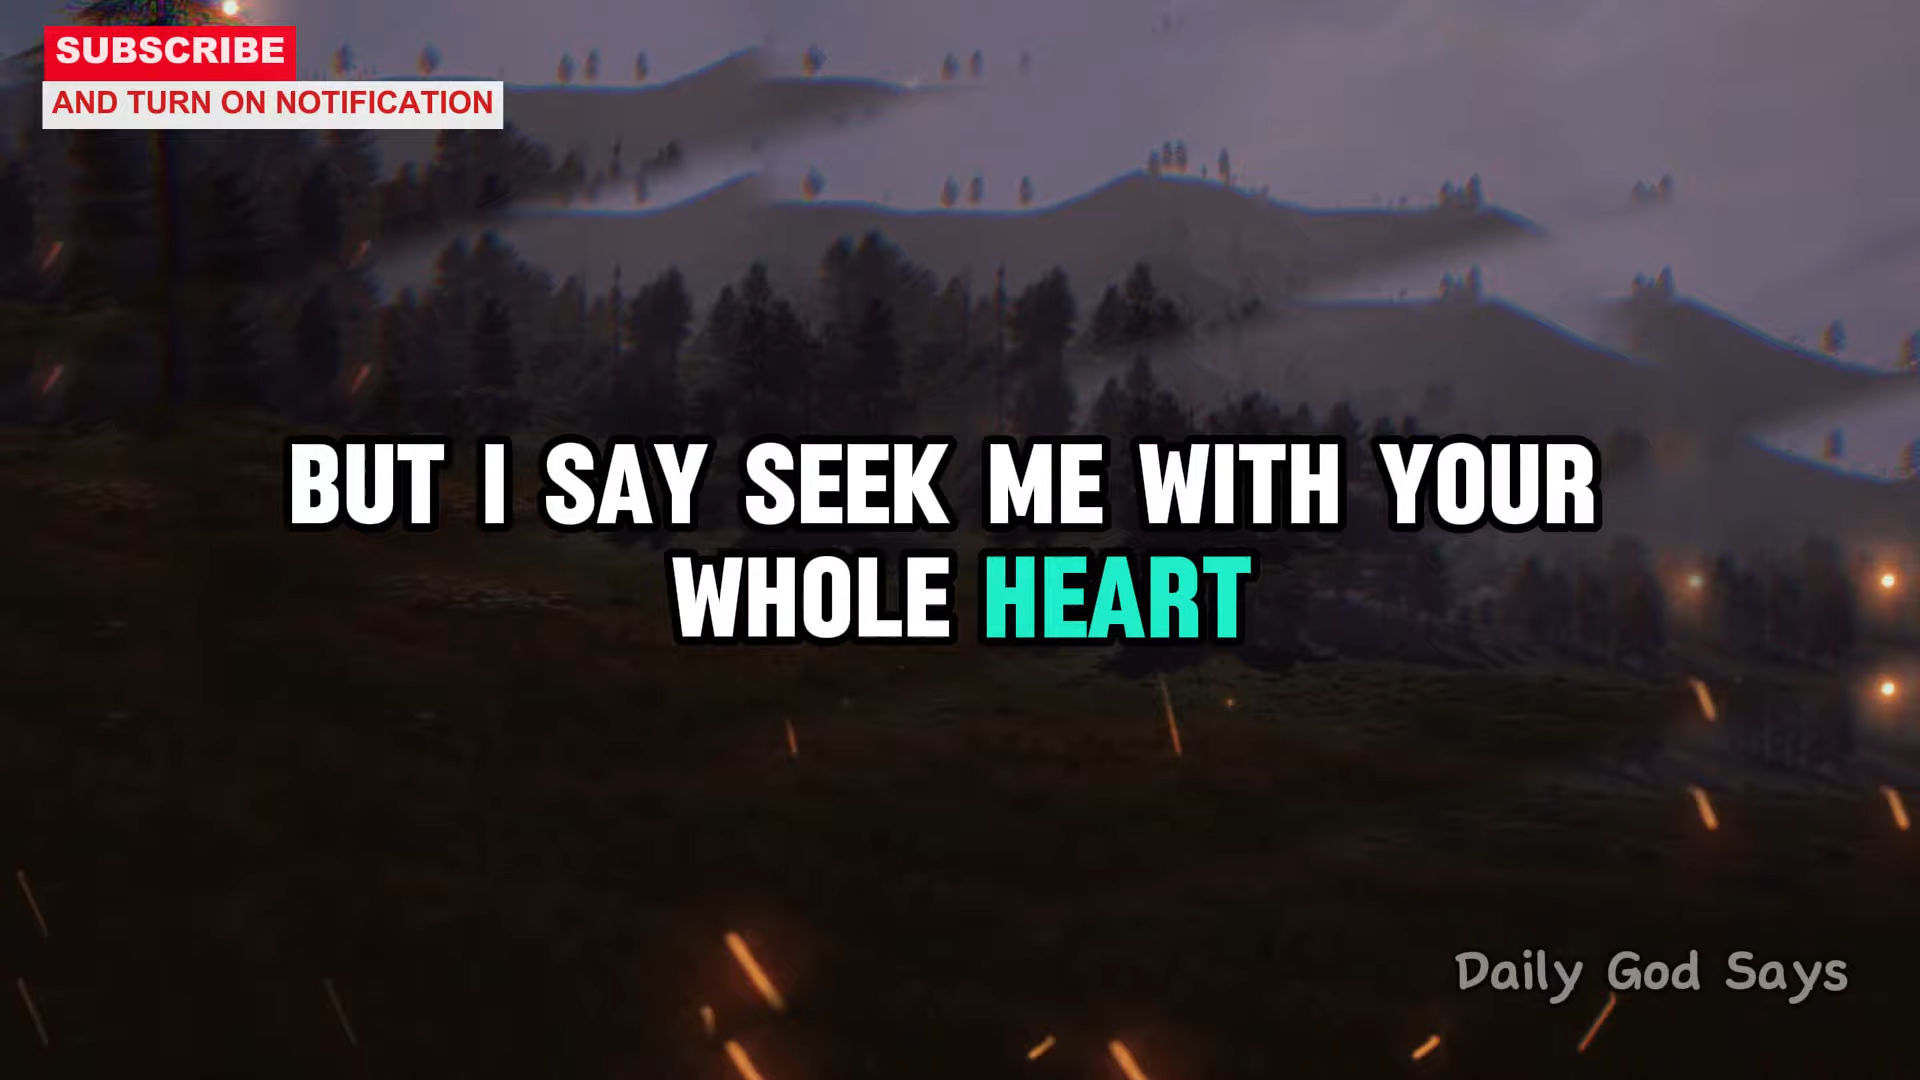 SUBSCRIBE
AND TURN ON NOTIFICATION
BUT I SAY SEEK ME WITH YOUR
WHOLE HEART
Daily God Says